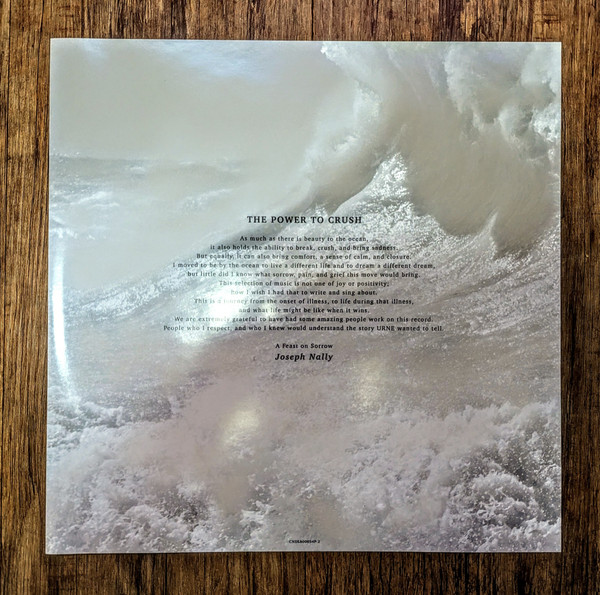 THE POWER TO CRUSH
As much as there is beauty to the ocean,
it also holds the ability to break, crush, and bring sadness.
But equally, it can also bring comfort, a sense of calm, and closure.
I moved to be by the ocean to live a different life and to dream a different dream,
but little did I know what sorrow, pain, and grief this move would bring.
This selection of music is not one of joy or positivity;
how I wish I had that to write and sing about.
This is a journey from the onset of illness, to life during that illness,
and what life might be like when it wins.
We are extremely grateful to have had some amazing people work on this record.
People who I respect, and who I knew would understand the story URNE wanted to tell.
A Feast on Sorrow
Joseph Nally